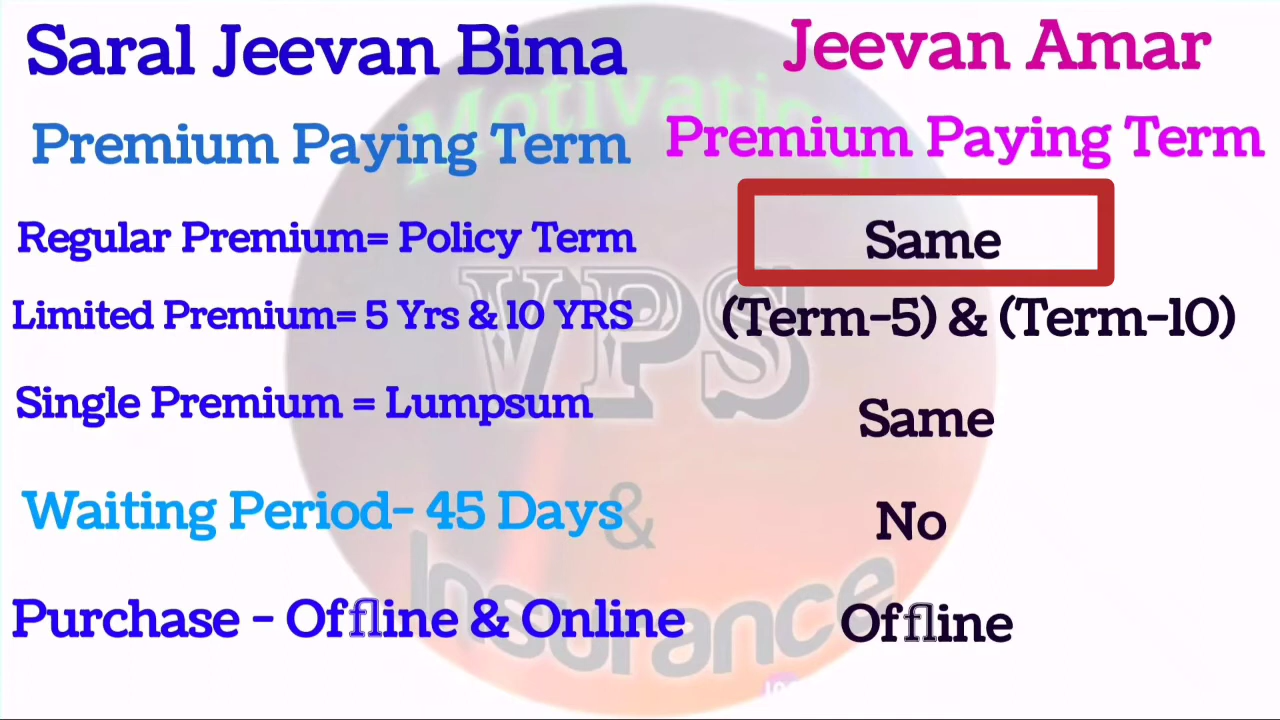 Saral Jeevan Bima
Jeevan Amar
Premium Paying Term
Premium Paying Term
Regular Premium= Policy Term
Same
Limited Premium= 5 Yrs & 10 YRS
(Term-5) & (Term-10)
Single Premium = Lumpsum
Same
Waiting Period- 45 Days
No
Purchase - Offline & Online
Offline
VPS
&
Insurance